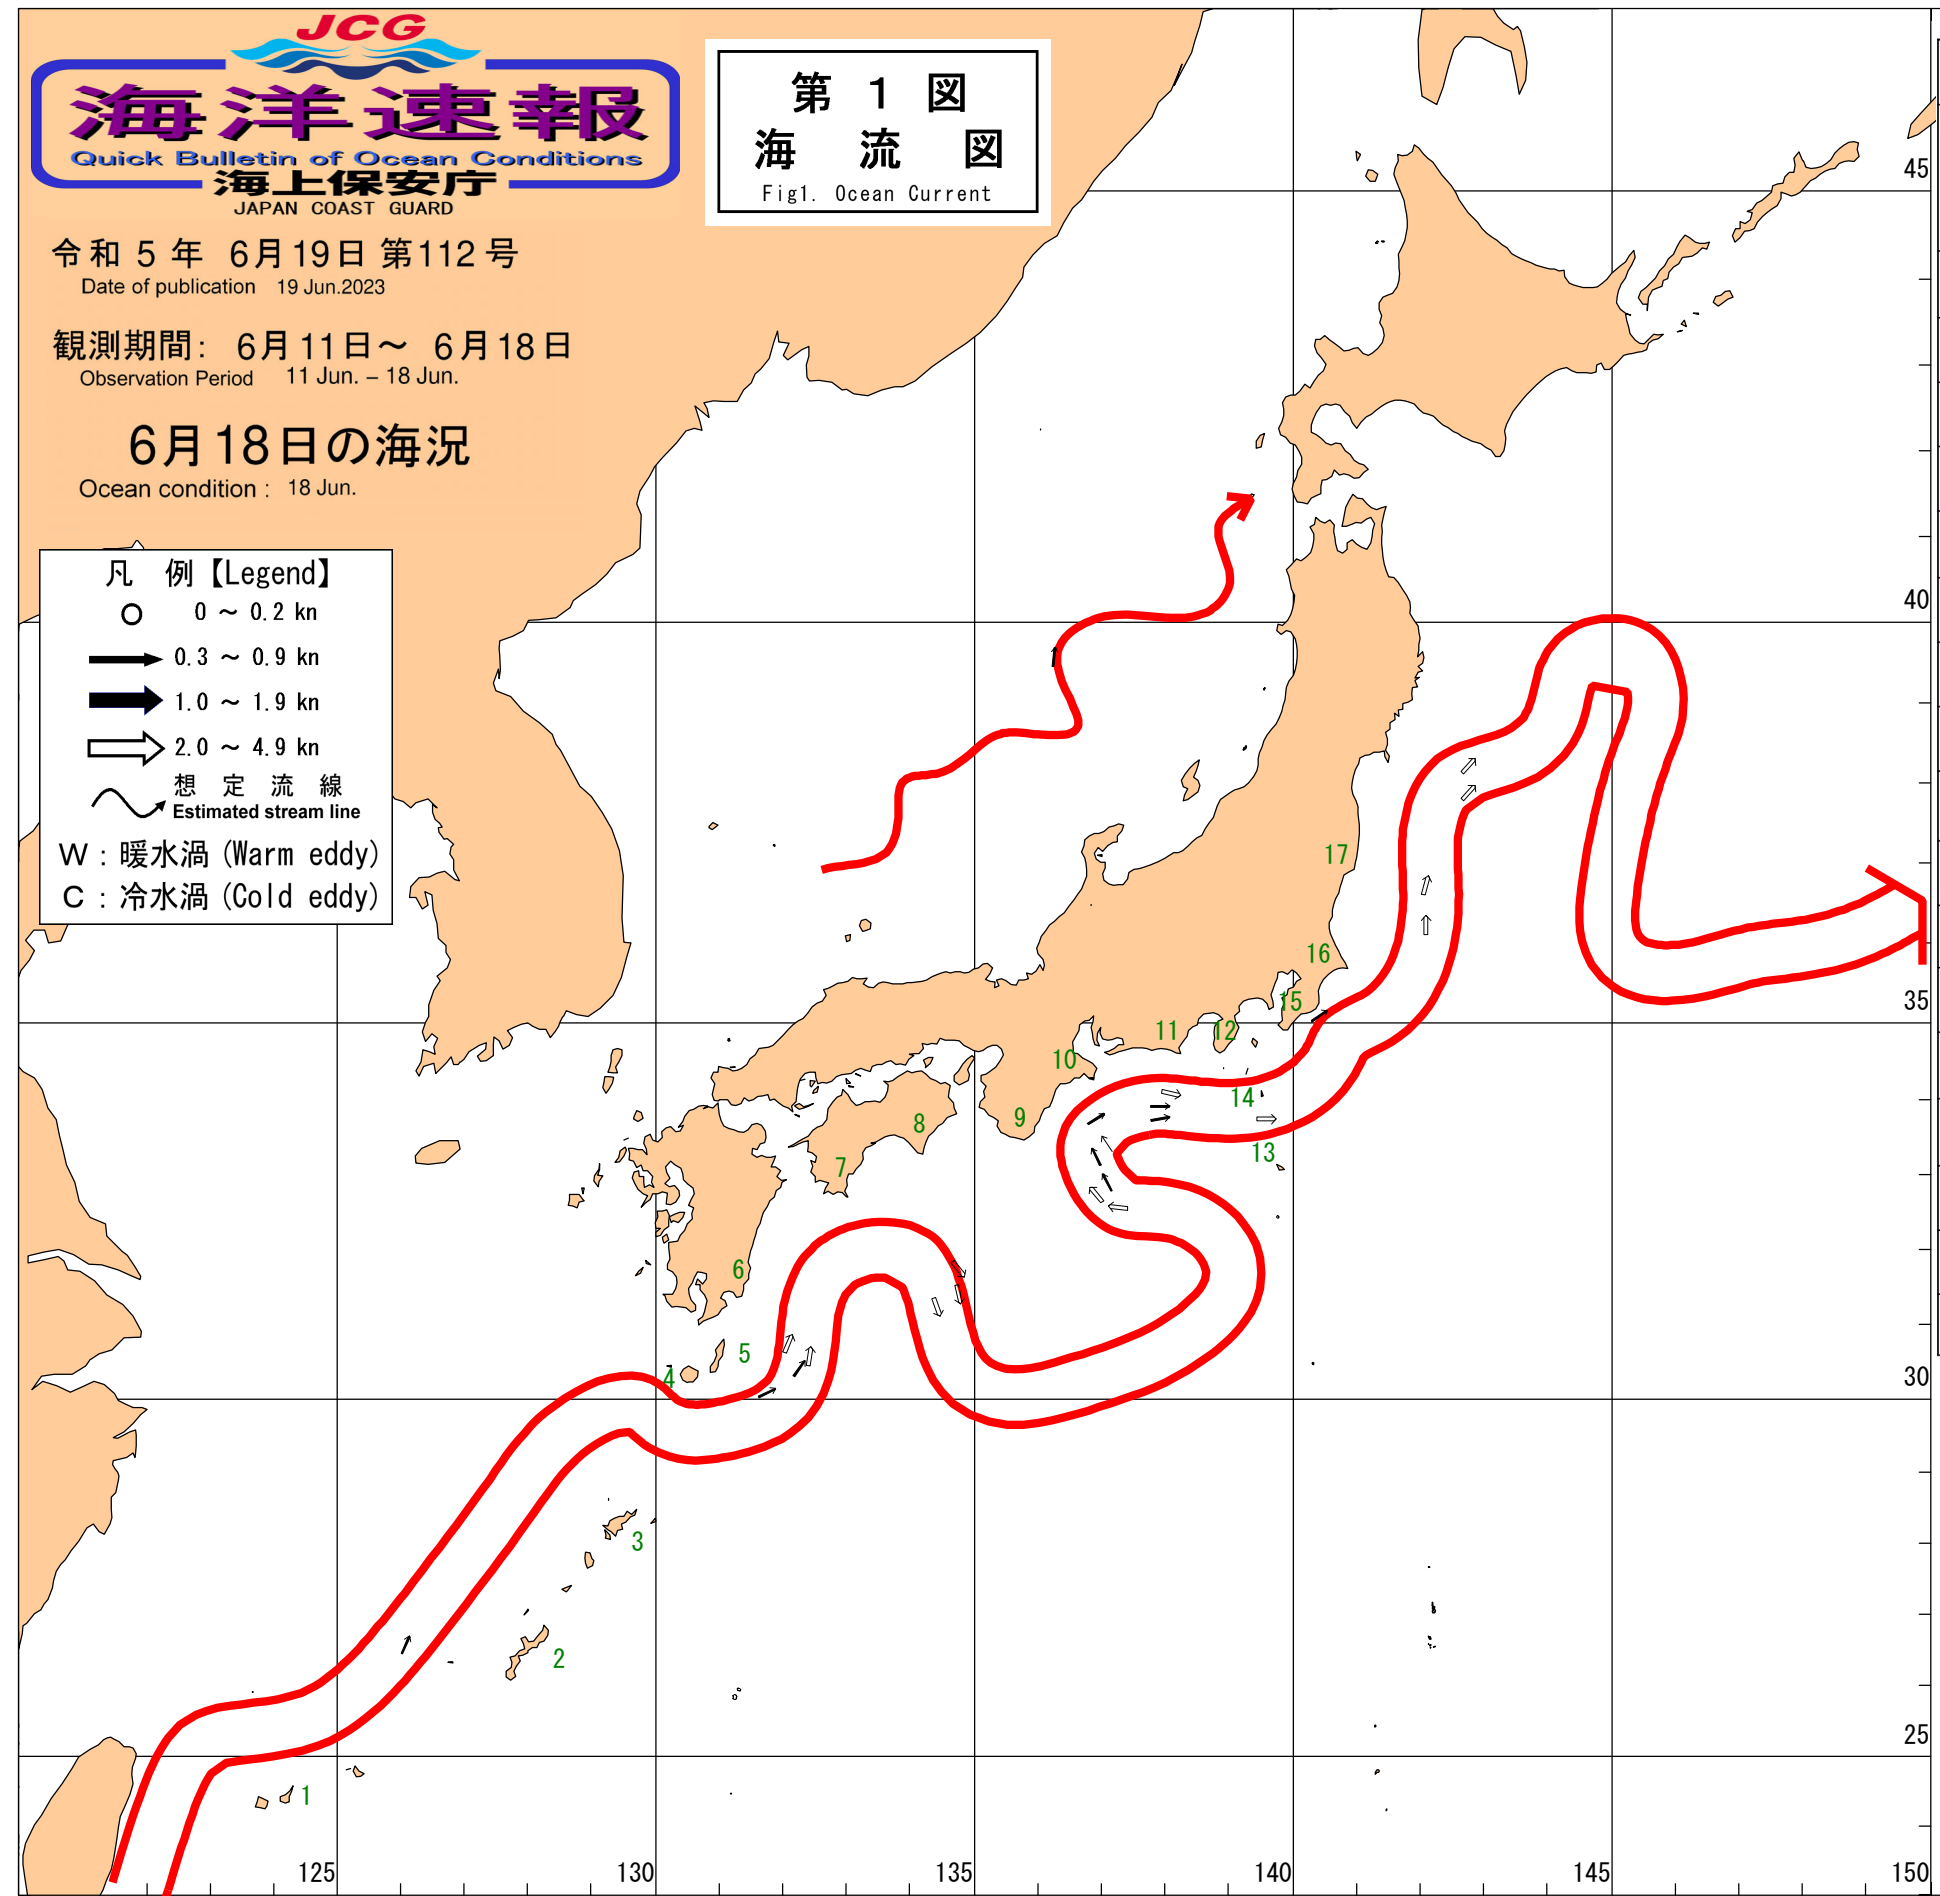 JCG
海洋速報
Quick Bulletin of Ocean Conditions
海上保安庁
JAPAN COAST GUARD
令和 5 年 6月19日 第112号
Date of publication 19 Jun.2023
観測期間: 6月11日～ 6月18日
Observation Period 11 Jun. – 18 Jun.
6月18日の海況
Ocean condition : 18 Jun.
第 1 図
海 流 図
Fig1. Ocean Current
凡 例【Legend】
0 ～ 0.2 kn
0.3 ～ 0.9 kn
1.0 ～ 1.9 kn
2.0 ～ 4.9 kn
想 定 流 線
Estimated stream line
W : 暖水渦 (Warm eddy)
C : 冷水渦 (Cold eddy)
45
40
17
16
35
15
11
12
10
14
9
8
13
7
6
5
4
30
3
2
25
1
125
130
135
140
145
150